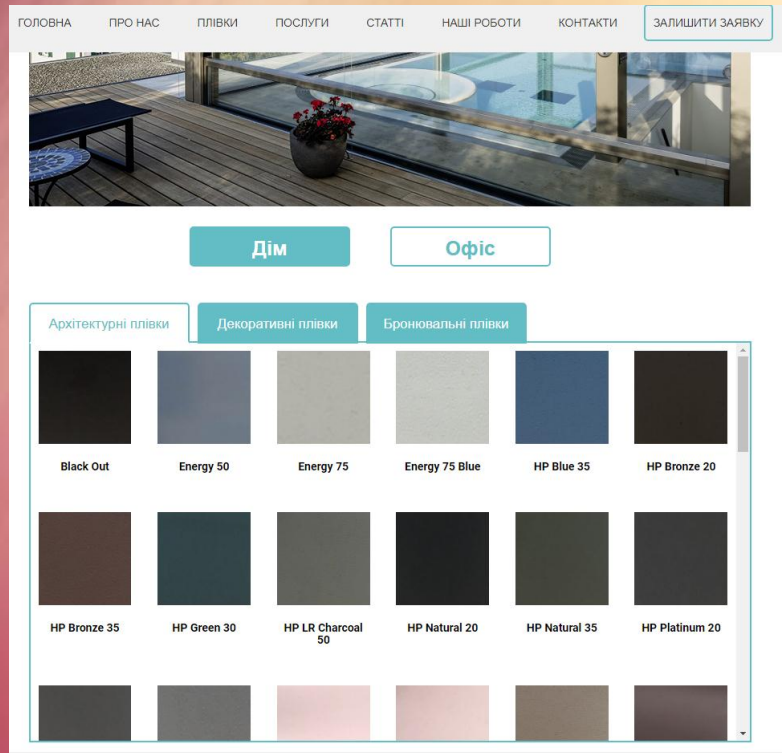 ГОЛОВНА ПРО НАС ПЛІВКИ ПОСЛУГИ СТАТТІ НАШІ РОБОТИ КОНТАКТИ ЗАЛИШИТИ ЗАЯВКУ
Дім Офіс
Архітектурні плівки Декоративні плівки Бронювальні плівки
Black Out Energy 50 Energy 75 Energy 75 Blue HP Blue 35 HP Bronze 20
HP Bronze 35 HP Green 30 HP LR Charcoal HP Natural 20 HP Natural 35 HP Platinum 20
50